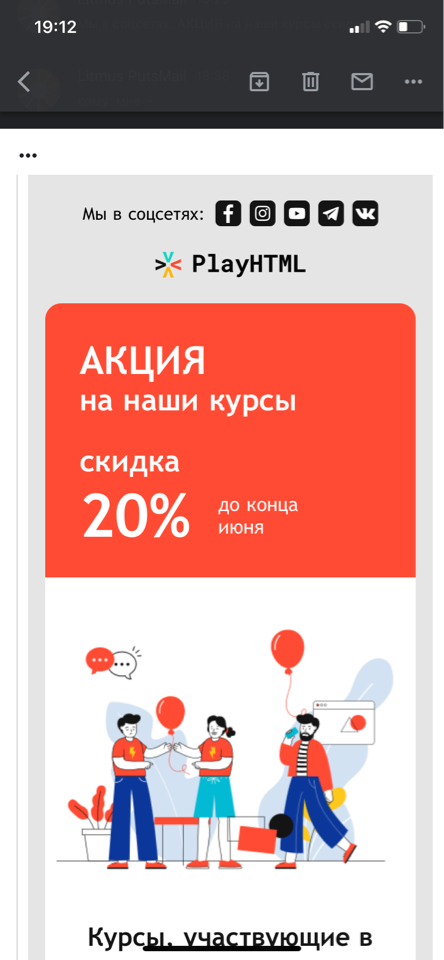 19:12
Мы в соцсетях:
PlayHTML
АКЦИЯ
на наши курсы
скидка
20%
до конца
июня
Курсы, участвующие в